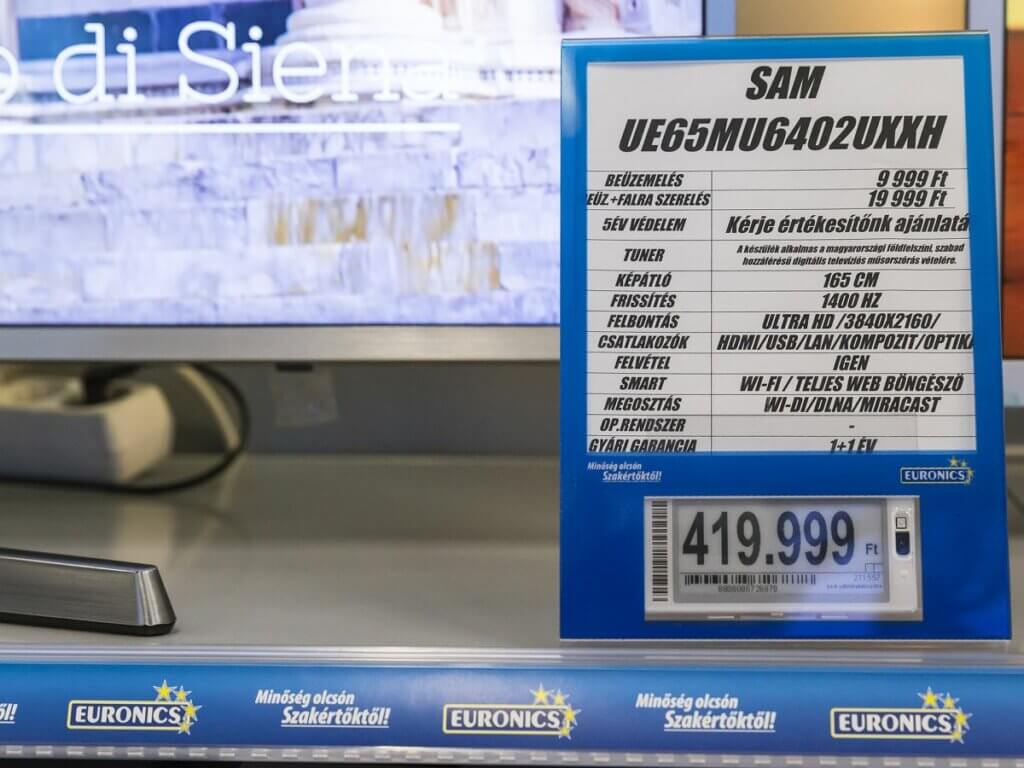 di Siena
SAM
UE65MU6402UXXH
BEÜZEMELÉS 9 999 Ft
EÜZ.+FALRA SZERELÉS 19 999 Ft
5ÉV VÉDELEM Kérje értékesítőnk ajánlatá
TUNER A készülék alkalmas a magyarországi földfelszíni, szabad
hozzáférésű digitális televíziós műsorszórás vételére.
KÉPÁTLÓ 165 CM
FRISSÍTÉS 1400 HZ
FELBONTÁS ULTRA HD /3840X2160/
CSATLAKOZÓK HDMI/USB/LAN/KOMPOZIT/OPTIKA
FELVÉTEL IGEN
SMART WI-FI / TELJES WEB BÖNGÉSZŐ
MEGOSZTÁS WI-DI/DLNA/MIRACAST
OP.RENDSZER -
GYÁRI GARANCIA 1+1 ÉV
Minőség olcsón
Szakértőktől!
EURONICS
419.999 Ft
ől!
EURONICS
Minőség olcsón
Szakértőktől!
EURONICS
Minőség olcsón
Szakértőktől!
EURONICS